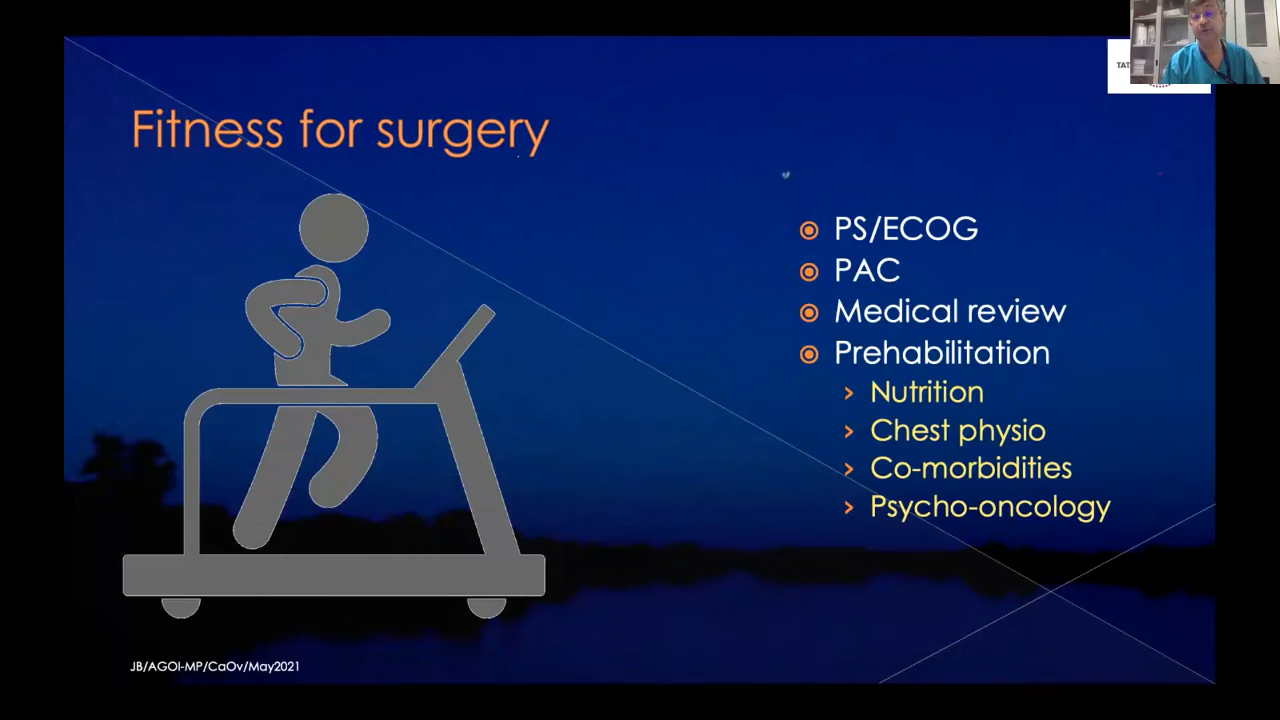 TAT
Fitness for surgery
PS/ECOG
PAC
Medical review
Prehabilitation
Nutrition
Chest physio
Co-morbidities
Psycho-oncology
JB/AGOI-MP/CaOv/May2021